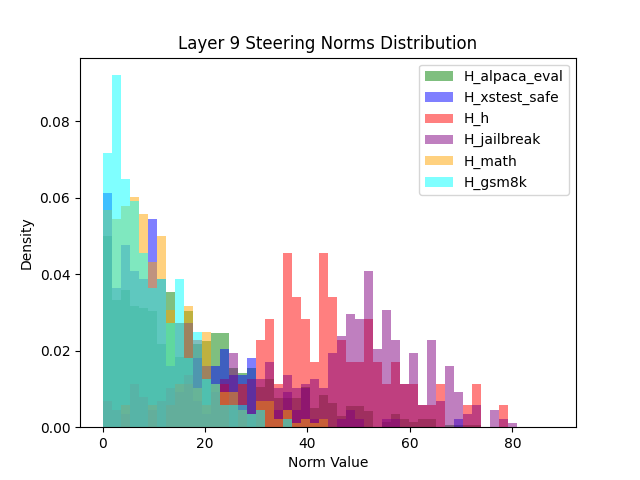 Layer 9 Steering Norms Distribution
H_alpaca_eval
H_xstest_safe
H_h
H_jailbreak
H_math
H_gsm8k
Density
0.08
0.06
0.04
0.02
0.00
0
20
40
60
80
Norm Value